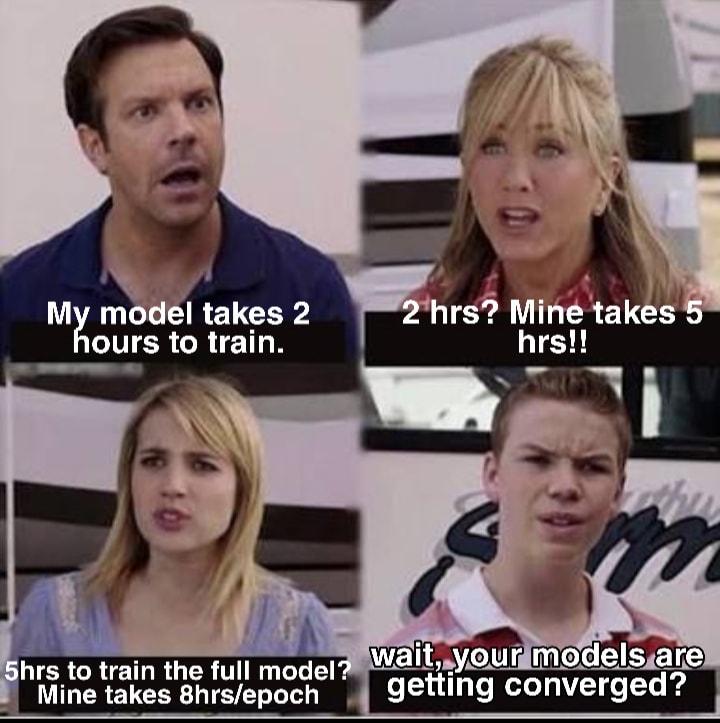 My model takes 2
hours to train.
2 hrs? Mine takes 5
hrs!!
5hrs to train the full model?
Mine takes 8hrs/epoch
wait, your models are
getting converged?